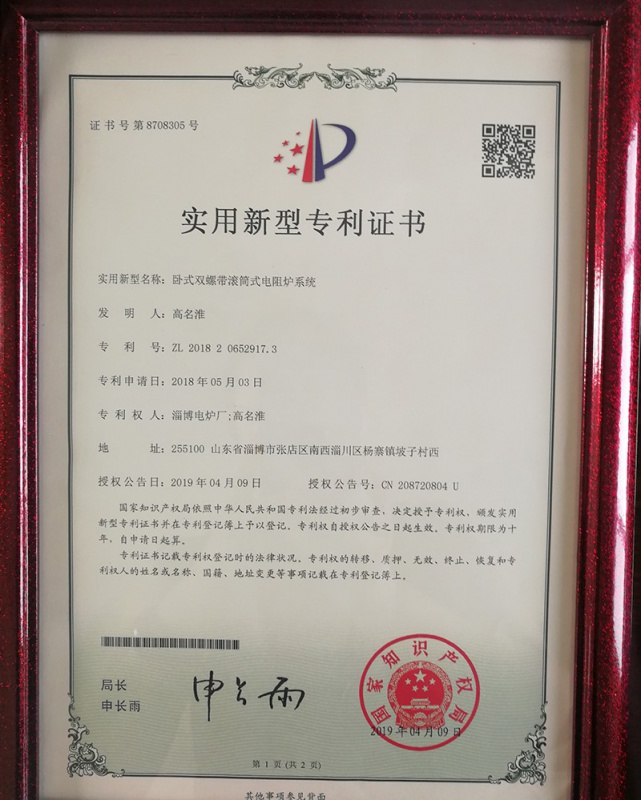 证书号第8708305号
实用新型专利证书
实用新型名称：卧式双螺带滚筒式电阻炉系统
发明人：高名淮
专利号：ZL 2018 2 0652917.3
专利申请日：2018年05月03日
专利权人：淄博电炉厂;高名淮
地址：255100 山东省淄博市张店区南西淄川区杨寨镇坡子村西
授权公告日：2019年04月09日 授权公告号：CN 208720804 U
国家知识产权局依照中华人民共和国专利法经过初步审查，决定授予专利权，颁发实用
新型专利证书并在专利登记簿上予以登记。专利权自授权公告之日起生效。专利权期限为十
年，自申请日起算。
专利证书记载专利权登记时的法律状况。专利权的转移、质押、无效、终止、恢复和专
利权人的姓名或名称、国籍、地址变更等事项记载在专利登记簿上。
局长
申长雨
申长雨
国家知识产权局
2019年04月09日
第 1 页 (共 2 页)
其他事项参见背面